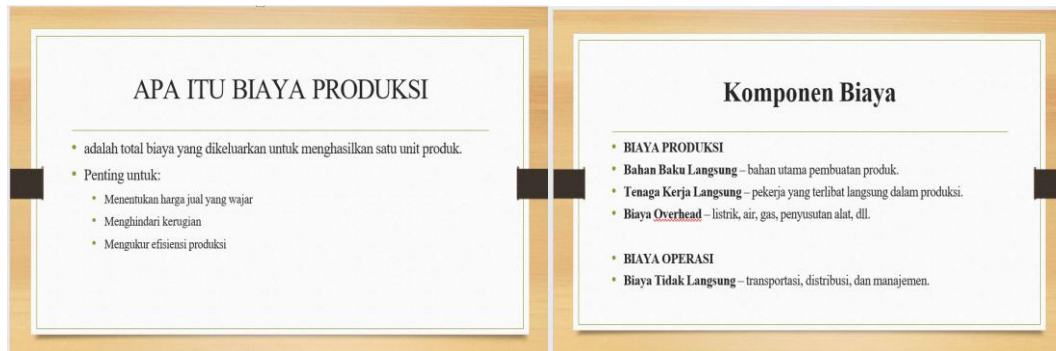 APA ITU BIAYA PRODUKSI
adalah total biaya yang dikeluarkan untuk menghasilkan satu unit produk.
Penting untuk:
Menentukan harga jual yang wajar
Menghindari kerugian
Mengukur efisiensi produksi
Komponen Biaya
BIAYA PRODUKSI
Bahan Baku Langsung – bahan utama pembuatan produk.
Tenaga Kerja Langsung – pekerja yang terlibat langsung dalam produksi.
Biaya Overhead – listrik, air, gas, penyusutan alat, dll.
BIAYA OPERASI
Biaya Tidak Langsung – transportasi, distribusi, dan manajemen.